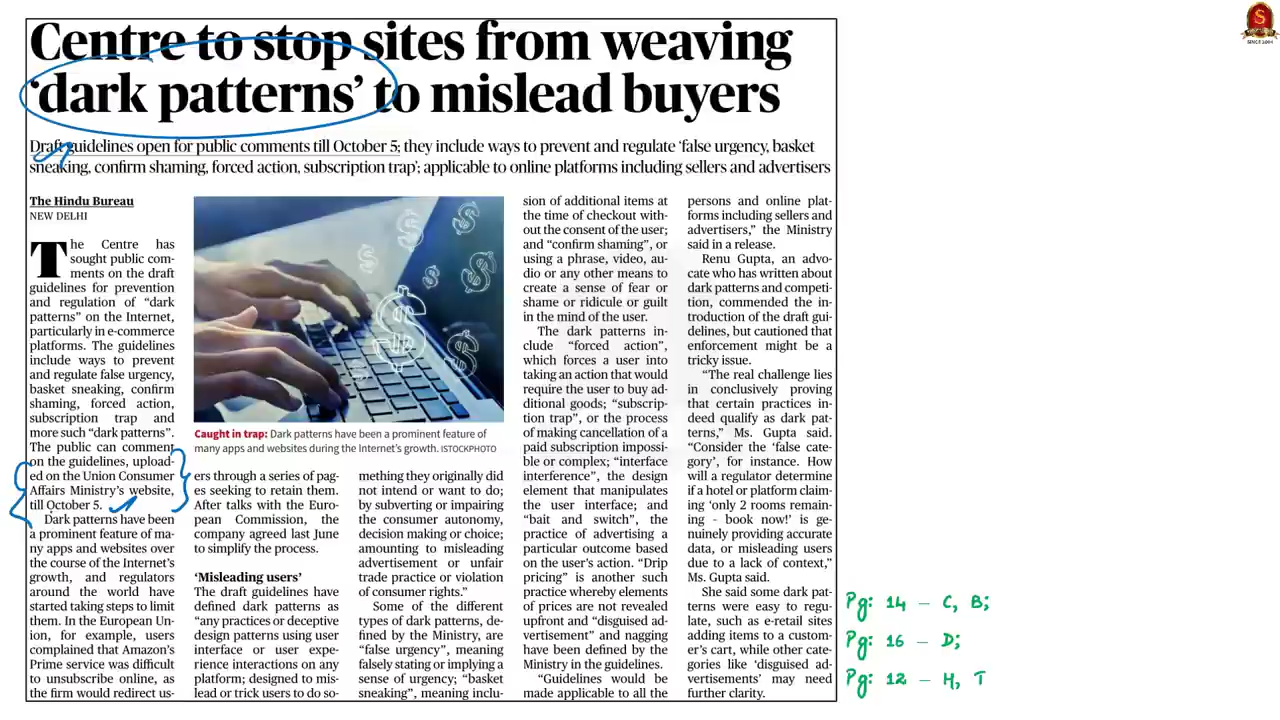 Centre to stop sites from weaving
‘dark patterns’ to mislead buyers
Draft guidelines open for public comments till October 5; they include ways to prevent and regulate ‘false urgency, basket
sneaking, confirm shaming, forced action, subscription trap’; applicable to online platforms including sellers and advertisers
The Hindu Bureau
NEW DELHI
The Centre has
sought public com-
ments on the draft
guidelines for prevention
and regulation of “dark
patterns” on the Internet,
particularly in e-commerce
platforms. The guidelines
include ways to prevent
and regulate false urgency,
basket sneaking, confirm
shaming, forced action,
subscription trap and
more such “dark patterns”.
The public can comment
on the guidelines, upload-
ed on the Union Consumer
Affairs Ministry’s website,
till October 5.
Dark patterns have been
a prominent feature of ma-
ny apps and websites over
the course of the Internet’s
growth, and regulators
around the world have
started taking steps to limit
them. In the European Un-
ion, for example, users
complained that Amazon’s
Prime service was difficult
to unsubscribe online, as
the firm would redirect us-
Caught in trap: Dark patterns have been a prominent feature of
many apps and websites during the Internet’s growth. ISTOCKPHOTO
ers through a series of pag-
es seeking to retain them.
After talks with the Euro-
pean Commission, the
company agreed last June
to simplify the process.
‘Misleading users’
The draft guidelines have
defined dark patterns as
“any practices or deceptive
design patterns using user
interface or user expe-
rience interactions on any
platform; designed to mis-
lead or trick users to do so-
mething they originally did
not intend or want to do;
by subverting or impairing
the consumer autonomy,
decision making or choice;
amounting to misleading
advertisement or unfair
trade practice or violation
of consumer rights.”
Some of the different
types of dark patterns, de-
fined by the Ministry, are
“false urgency”, meaning
falsely stating or implying a
sense of urgency; “basket
sneaking”, meaning inclu-
sion of additional items at
the time of checkout with-
out the consent of the user;
and “confirm shaming”, or
using a phrase, video, au-
dio or any other means to
create a sense of fear or
shame or ridicule or guilt
in the mind of the user.
The dark patterns in-
clude “forced action”,
which forces a user into
taking an action that would
require the user to buy ad-
ditional goods; “subscrip-
tion trap”, or the process
of making cancellation of a
paid subscription impossi-
ble or complex; “interface
interference”, the design
element that manipulates
the user interface; and
“bait and switch”, the
practice of advertising a
particular outcome based
on the user’s action. “Drip
pricing” is another such
practice whereby elements
of prices are not revealed
upfront and “disguised ad-
vertisement” and nagging
have been defined by the
Ministry in the guidelines.
“Guidelines would be
made applicable to all the
persons and online plat-
forms including sellers and
advertisers,” the Ministry
said in a release.
Renu Gupta, an advo-
cate who has written about
dark patterns and competi-
tion, commended the in-
troduction of the draft gui-
delines, but cautioned that
enforcement might be a
tricky issue.
“The real challenge lies
in conclusively proving
that certain practices in-
deed qualify as dark pat-
terns,” Ms. Gupta said.
“Consider the ‘false cate-
gory’, for instance. How
will a regulator determine
if a hotel or platform claim-
ing ‘only 2 rooms remain-
ing - book now!’ is ge-
nuinely providing accurate
data, or misleading users
due to a lack of context,”
Ms. Gupta said.
She said some dark pat-
terns were easy to regu-
late, such as e-retail sites
adding items to a custom-
er’s cart, while other cate-
gories like ‘disguised ad-
vertisements’ may need
further clarity.
Pg: 14 - C, B;
Pg: 16 - D;
Pg: 12 - H, T
S
SINCE 2004